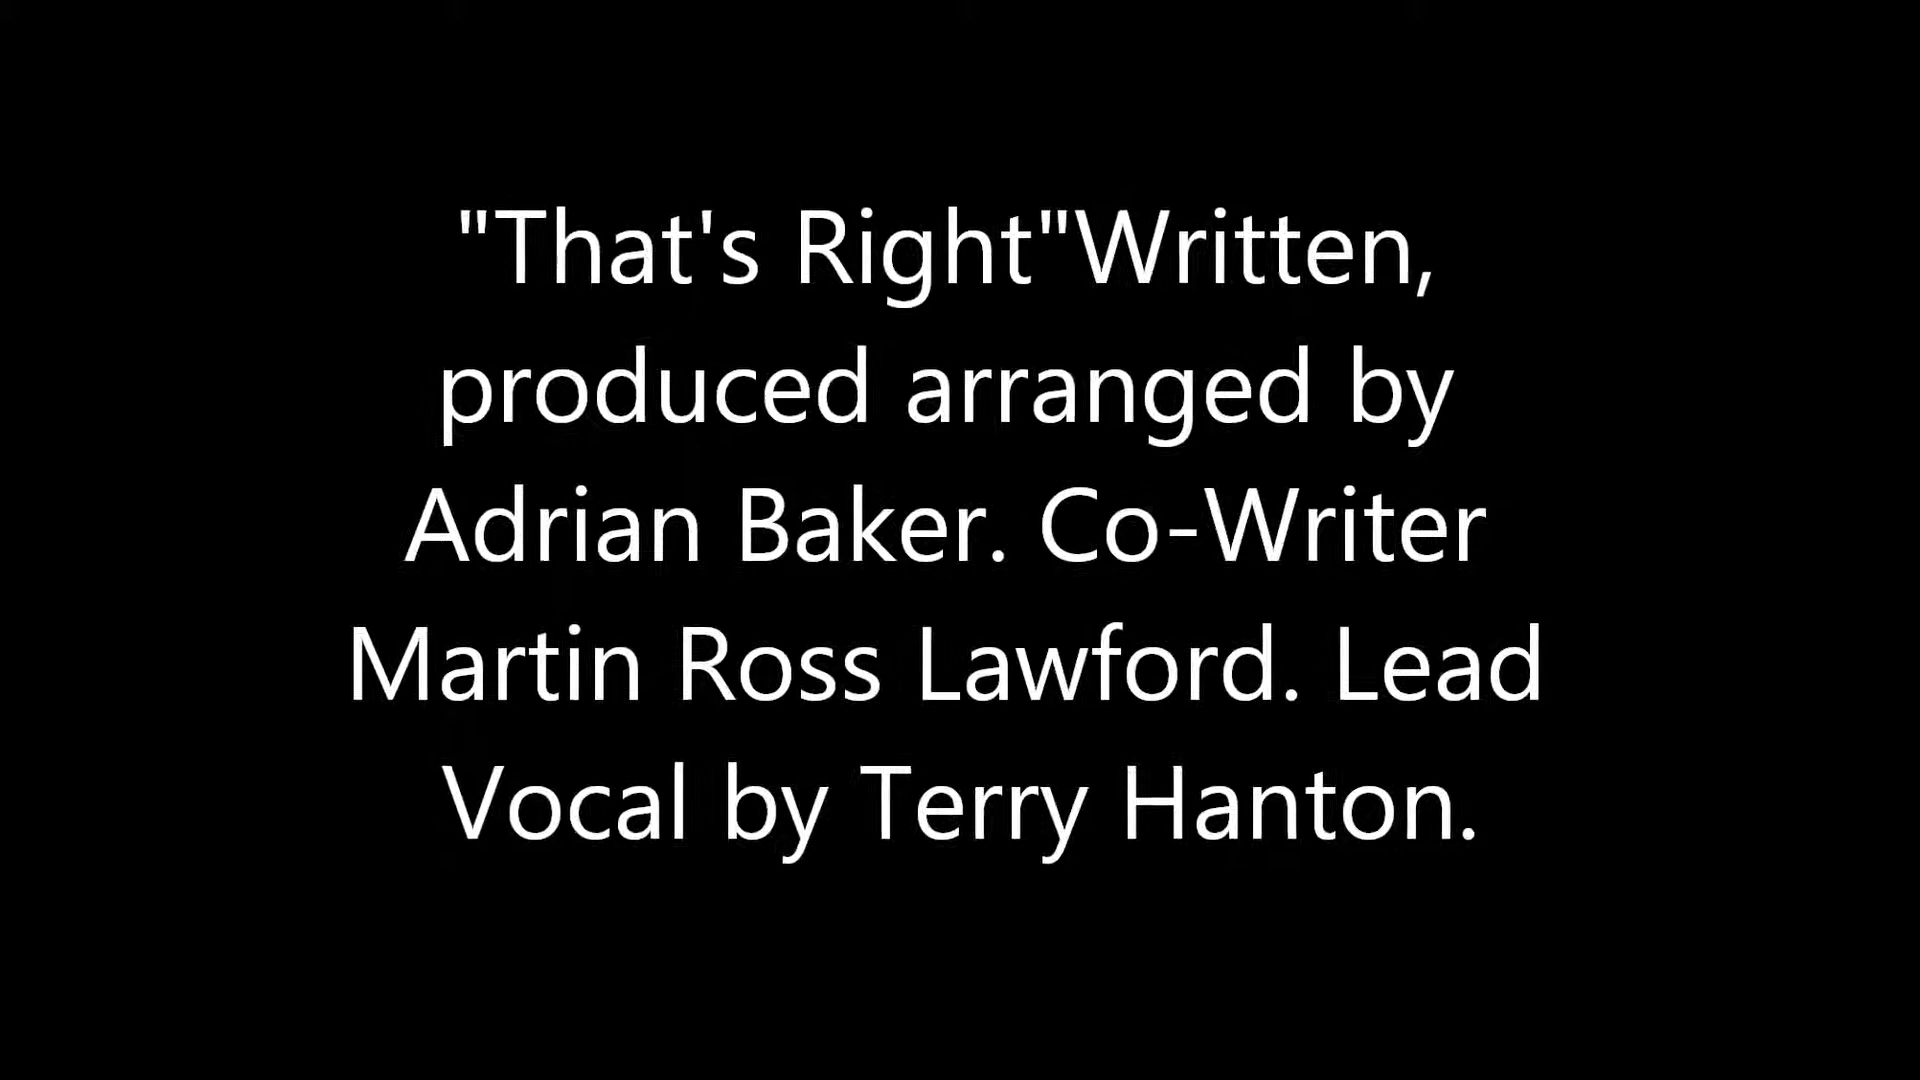 "That's Right"Written,
produced arranged by
Adrian Baker. Co-Writer
Martin Ross Lawford. Lead
Vocal by Terry Hanton.